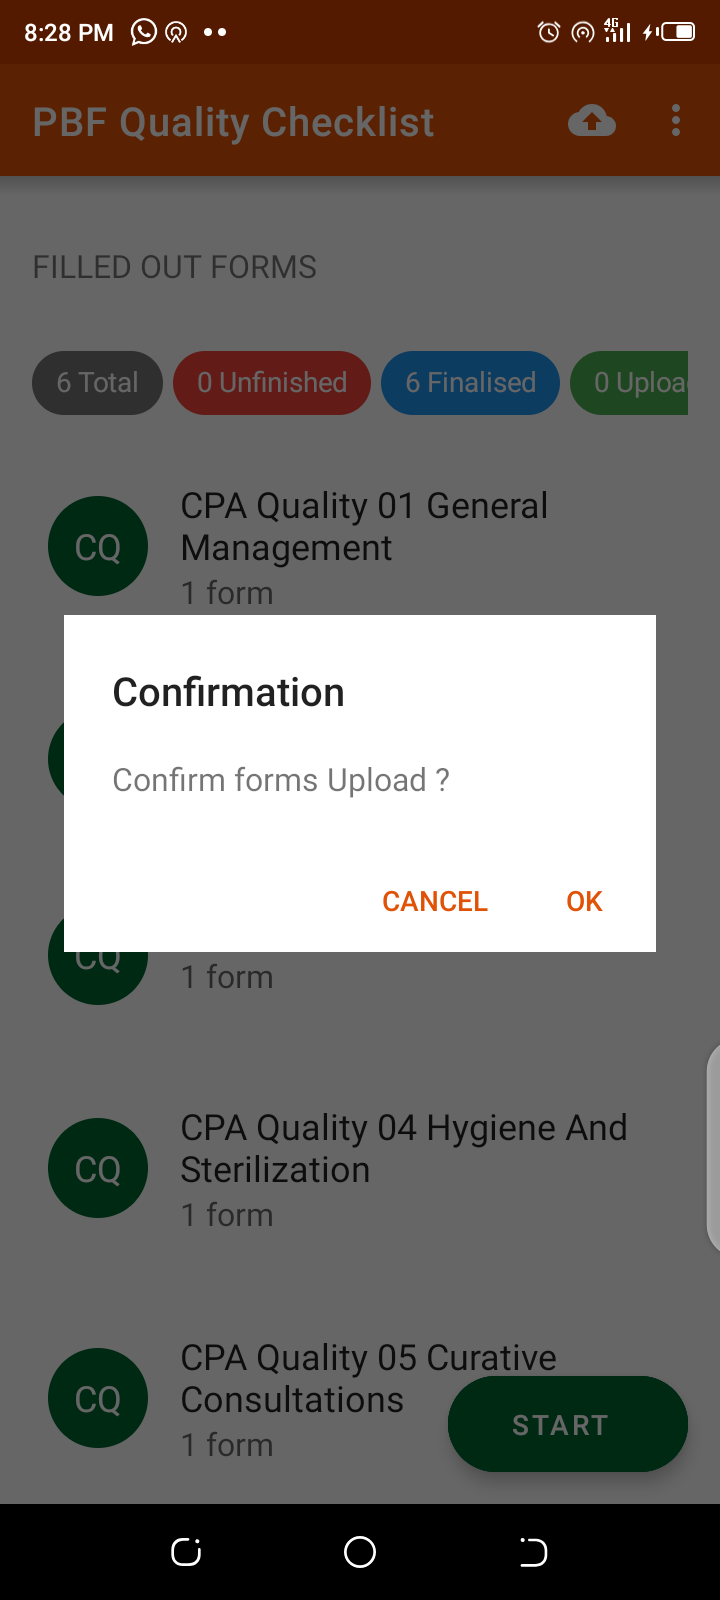 8:28 PM
4G
PBF Quality Checklist
FILLED OUT FORMS
6 Total
0 Unfinished
6 Finalised
0 Uploa
CQ
CPA Quality 01 General
Management
1 form
Confirmation
Confirm forms Upload ?
CANCEL
OK
CQ
1 form
CQ
CPA Quality 04 Hygiene And
Sterilization
1 form
CQ
CPA Quality 05 Curative
Consultations
1 form
START